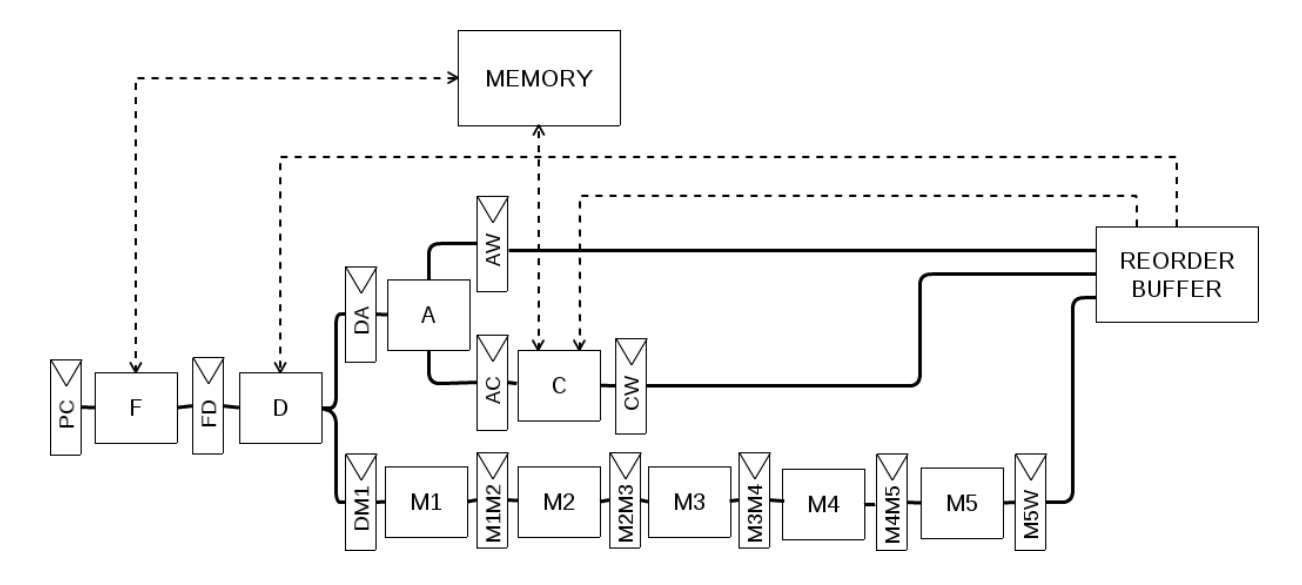 MEMORY
AW
REORDER
BUFFER
DA
A
PC
F
FD
D
AC
C
CW
DM1
M1
M1M2
M2
M2M3
M3
M3M4
M4
M4M5
M5
M5W